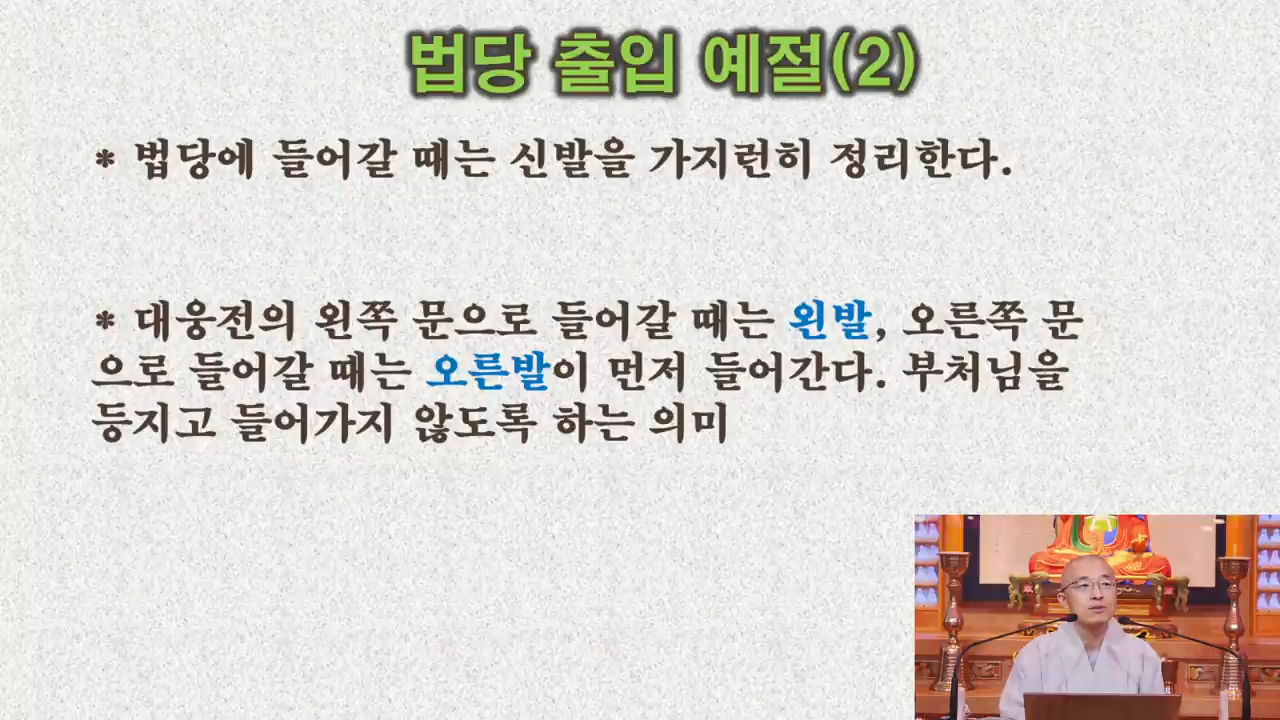 법당 출입 예절(2)
* 법당에 들어갈 때는 신발을 가지런히 정리한다.
* 대웅전의 왼쪽 문으로 들어갈 때는 왼발, 오른쪽 문
으로 들어갈 때는 오른발이 먼저 들어간다. 부처님을
등지고 들어가지 않도록 하는 의미